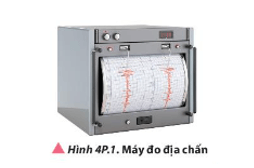 Hình 4P.1. Máy đo địa chấn